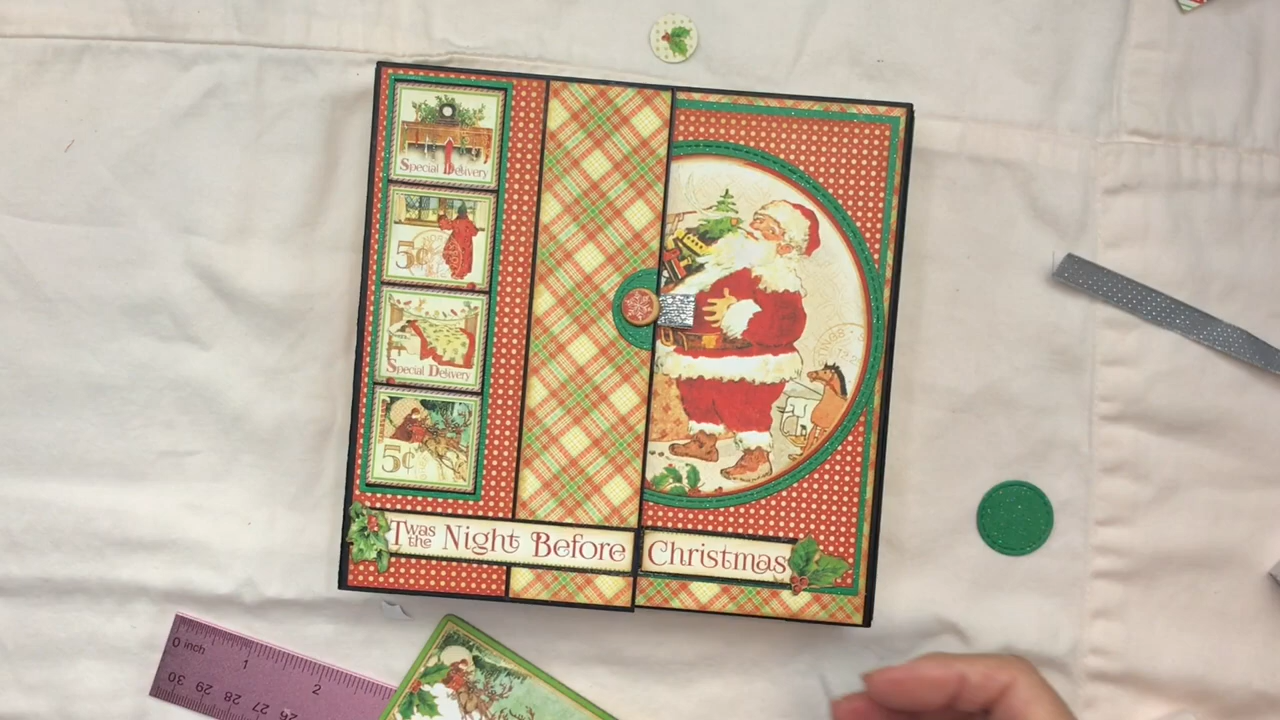 Special Delivery
5¢
Special Delivery
5¢
Twas the Night Before Christmas
0 inch 1 2
30 29 28 27 26